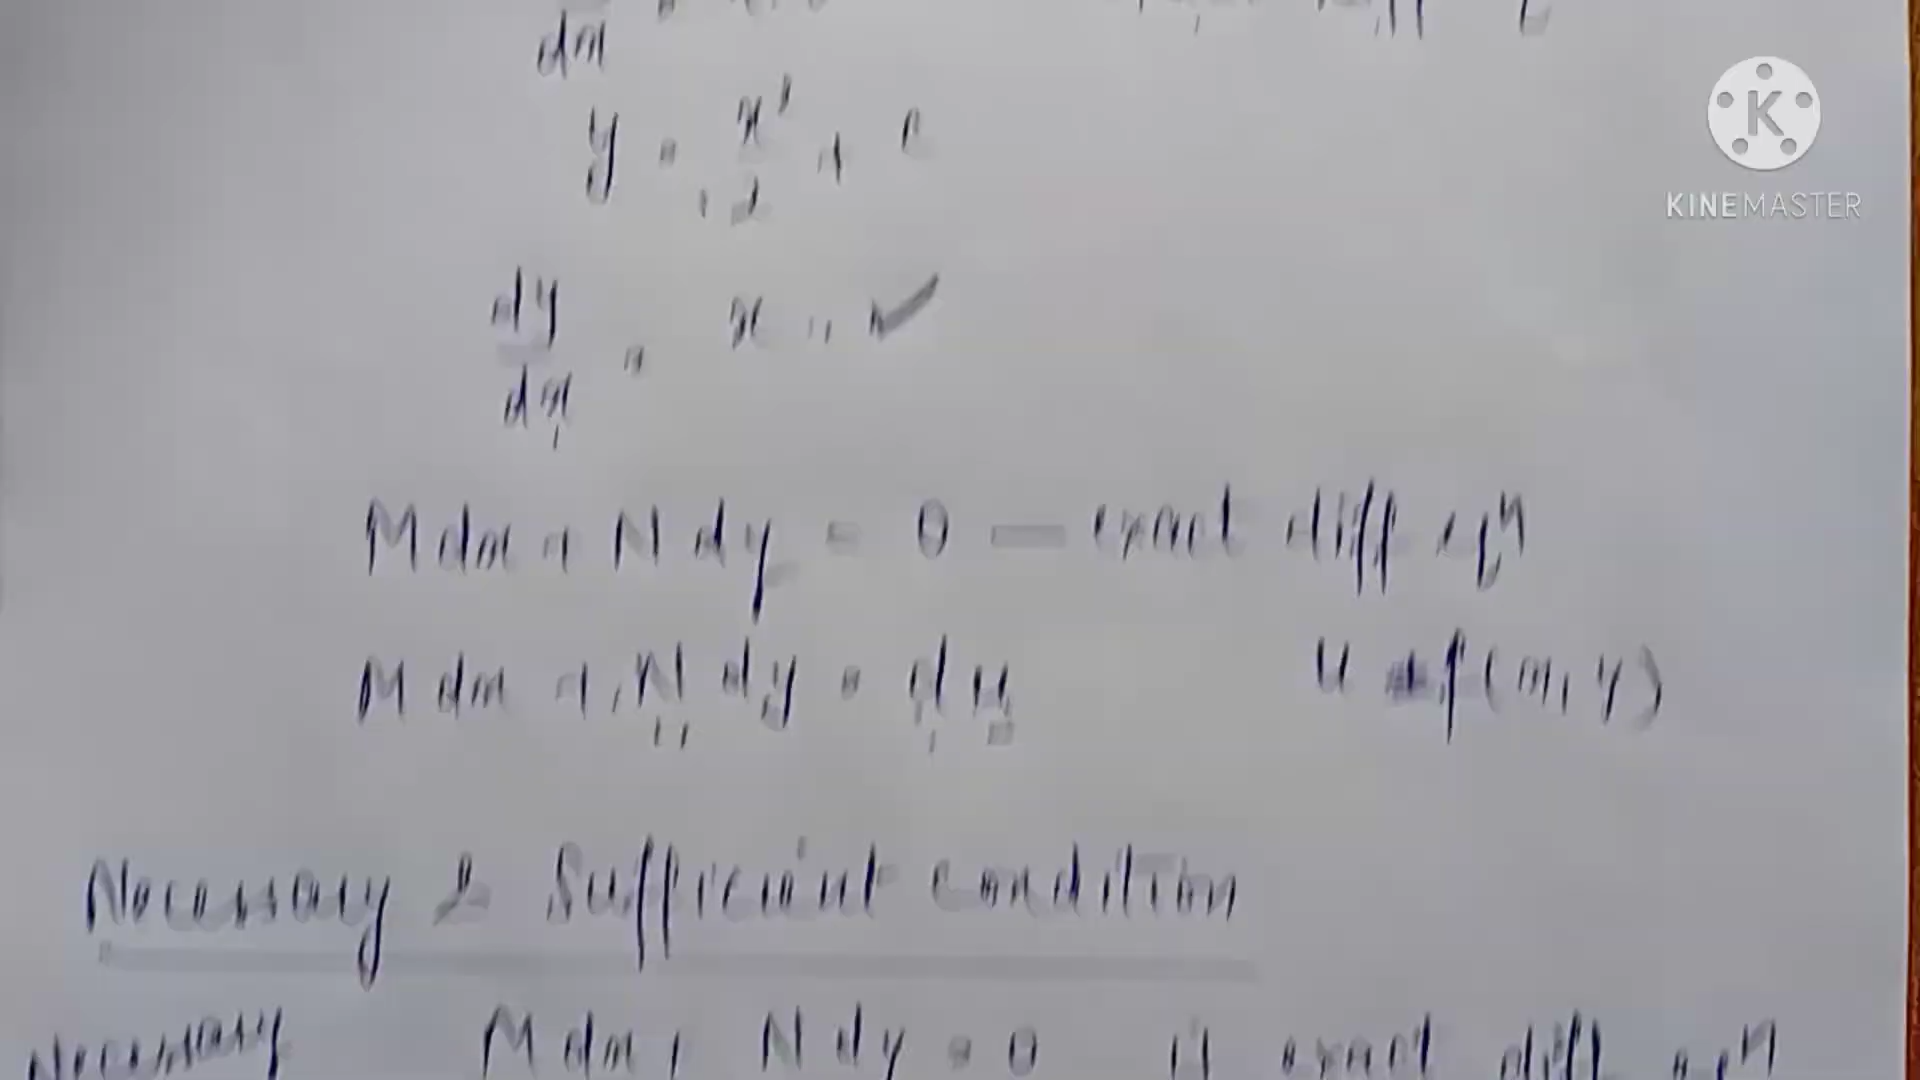 dx
y = x²/2 + c
KINEMASTER
dy/dx = x
M dx + N dy = 0 — exact diff eqn
M dx + N dy = du u = f(x, y)
Necessary & Sufficient condition
Necessary M dx + N dy = 0 is exact diff eqn